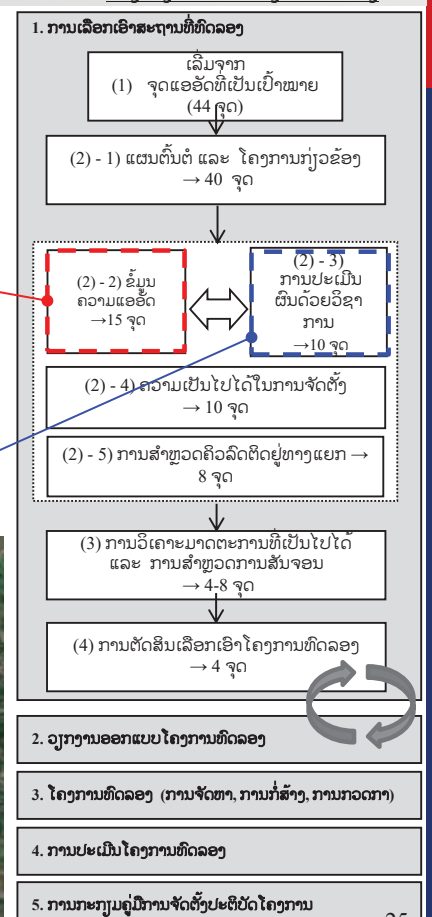 1. ການເລືອກເອົາສະຖານທີ່ທົດລອງ
ເລີ່ມຈາກ
(1) ຈຸດແອອັດທີ່ເປັນເປົ້າໝາຍ
(44 ຈຸດ)
(2) - 1) ແຜນຕົ້ນຕໍ ແລະ ໂຄງການກ່ຽວຂ້ອງ
→ 40 ຈຸດ
(2) - 2) ຂໍ້ມູນ
ຄວາມແອອັດ
→15 ຈຸດ
(2) - 3)
ການປະເມີນ
ຜົນດ້ວຍວິຊາ
ການ
→10 ຈຸດ
(2) - 4) ຄວາມເປັນໄປໄດ້ໃນການຈັດຕັ້ງ
→ 10 ຈຸດ
(2) - 5) ການສຳຫຼວດຄິວລົດຕິດຢູ່ທາງແຍກ →
8 ຈຸດ
(3) ການວິເຄາະມາດຕະການທີ່ເປັນໄປໄດ້
ແລະ ການສຳຫຼວດການສັນຈອນ
→ 4-8 ຈຸດ
(4) ການຕັດສິນເລືອກເອົາໂຄງການທົດລອງ
→ 4 ຈຸດ
2. ວຽກງານອອກແບບໂຄງການທົດລອງ
3. ໂຄງການທົດລອງ (ການຈັດຫາ, ການກໍ່ສ້າງ, ການກວດກາ)
4. ການປະເມີນໂຄງການທົດລອງ
5. ການກະກຽມຄູ່ມືການຈັດຕັ້ງປະຕິບັດໂຄງການ